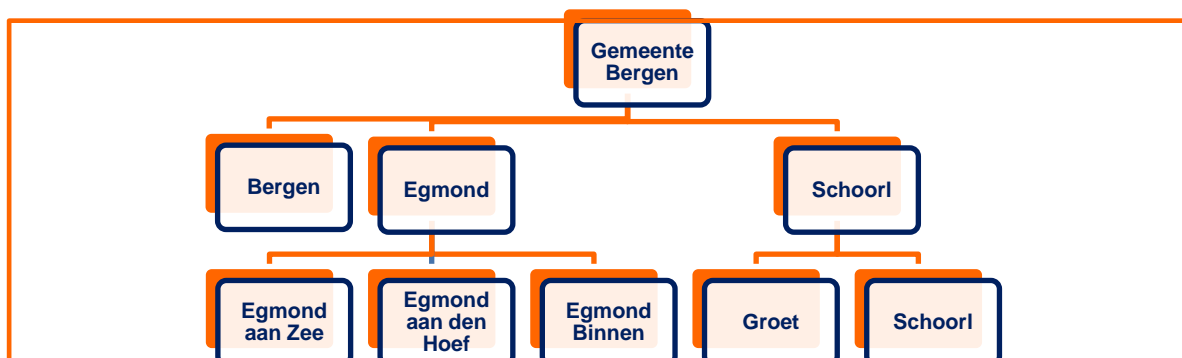 Gemeente
Bergen
Bergen
Egmond
Schoorl
Egmond
aan Zee
Egmond
aan den
Hoef
Egmond
Binnen
Groet
Schoorl